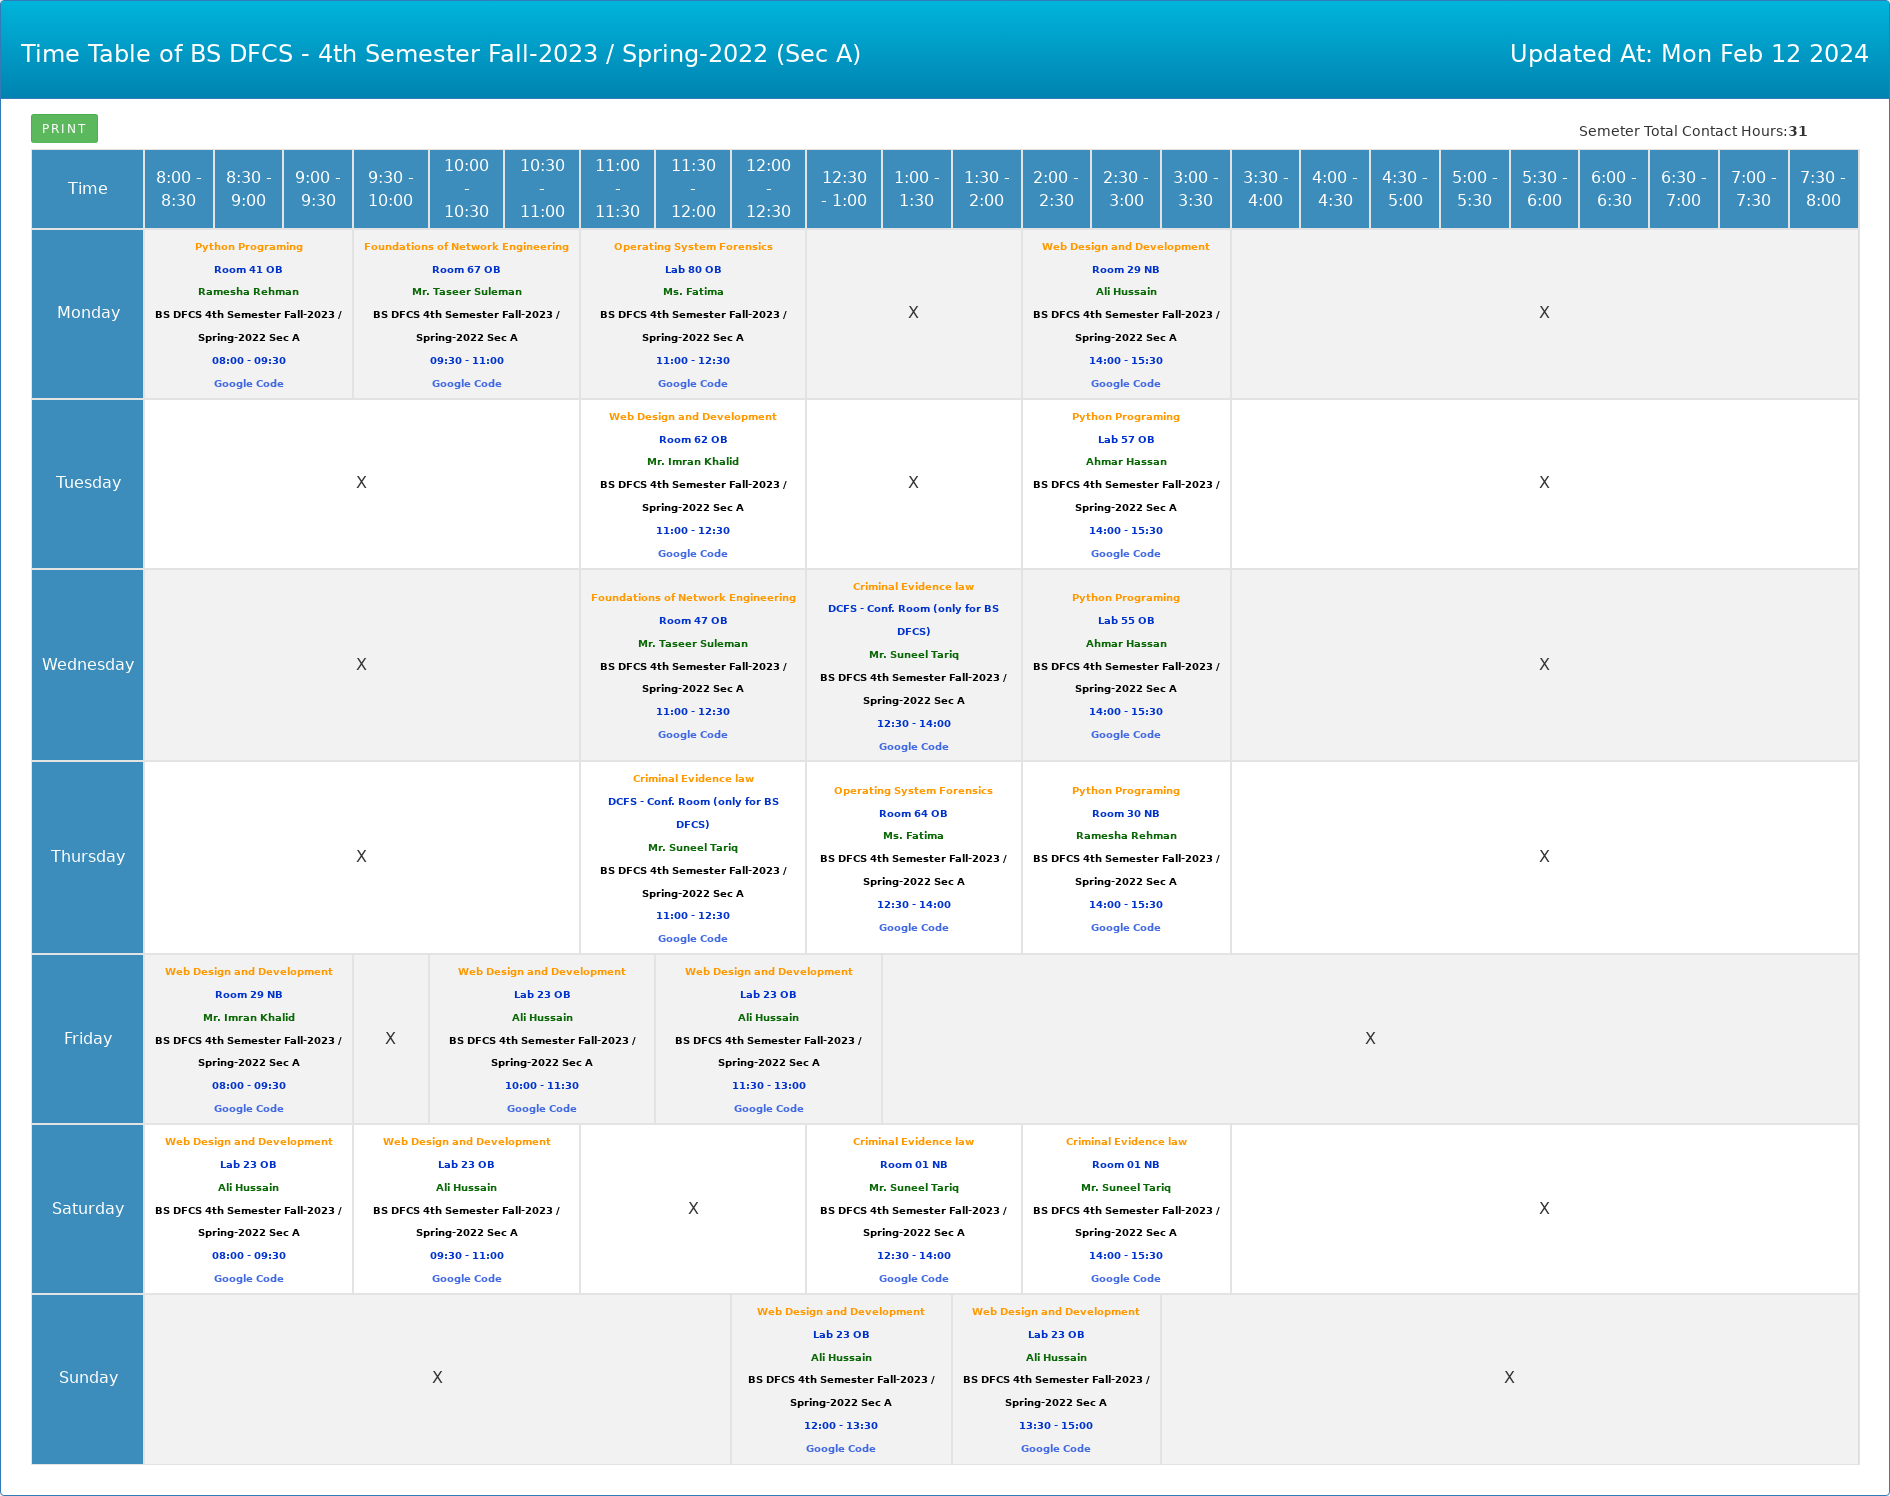 Time Table of BS DFCS - 4th Semester Fall-2023 / Spring-2022 (Sec A)
Updated At: Mon Feb 12 2024
PRINT
Semeter Total Contact Hours:31
Time
8:00 -
8:30
8:30 -
9:00
9:00 -
9:30
9:30 -
10:00
10:00
-
10:30
10:30
-
11:00
11:00
-
11:30
11:30
-
12:00
12:00
-
12:30
12:30
- 1:00
1:00 -
1:30
1:30 -
2:00
2:00 -
2:30
2:30 -
3:00
3:00 -
3:30
3:30 -
4:00
4:00 -
4:30
4:30 -
5:00
5:00 -
5:30
5:30 -
6:00
6:00 -
6:30
6:30 -
7:00
7:00 -
7:30
7:30 -
8:00
Monday
Python Programing
Room 41 OB
Ramesha Rehman
BS DFCS 4th Semester Fall-2023 /
Spring-2022 Sec A
08:00 - 09:30
Google Code
Foundations of Network Engineering
Room 67 OB
Mr. Taseer Suleman
BS DFCS 4th Semester Fall-2023 /
Spring-2022 Sec A
09:30 - 11:00
Google Code
Operating System Forensics
Lab 80 OB
Ms. Fatima
BS DFCS 4th Semester Fall-2023 /
Spring-2022 Sec A
11:00 - 12:30
Google Code
X
Web Design and Development
Room 29 NB
Ali Hussain
BS DFCS 4th Semester Fall-2023 /
Spring-2022 Sec A
14:00 - 15:30
Google Code
X
Tuesday
X
Web Design and Development
Room 62 OB
Mr. Imran Khalid
BS DFCS 4th Semester Fall-2023 /
Spring-2022 Sec A
11:00 - 12:30
Google Code
X
Python Programing
Lab 57 OB
Ahmar Hassan
BS DFCS 4th Semester Fall-2023 /
Spring-2022 Sec A
14:00 - 15:30
Google Code
X
Wednesday
X
Foundations of Network Engineering
Room 47 OB
Mr. Taseer Suleman
BS DFCS 4th Semester Fall-2023 /
Spring-2022 Sec A
11:00 - 12:30
Google Code
Criminal Evidence law
DCFS - Conf. Room (only for BS
DFCS)
Mr. Suneel Tariq
BS DFCS 4th Semester Fall-2023 /
Spring-2022 Sec A
12:30 - 14:00
Google Code
Python Programing
Lab 55 OB
Ahmar Hassan
BS DFCS 4th Semester Fall-2023 /
Spring-2022 Sec A
14:00 - 15:30
Google Code
X
Thursday
X
Criminal Evidence law
DCFS - Conf. Room (only for BS
DFCS)
Mr. Suneel Tariq
BS DFCS 4th Semester Fall-2023 /
Spring-2022 Sec A
11:00 - 12:30
Google Code
Operating System Forensics
Room 64 OB
Ms. Fatima
BS DFCS 4th Semester Fall-2023 /
Spring-2022 Sec A
12:30 - 14:00
Google Code
Python Programing
Room 30 NB
Ramesha Rehman
BS DFCS 4th Semester Fall-2023 /
Spring-2022 Sec A
14:00 - 15:30
Google Code
X
Friday
Web Design and Development
Room 29 NB
Mr. Imran Khalid
BS DFCS 4th Semester Fall-2023 /
Spring-2022 Sec A
08:00 - 09:30
Google Code
X
Web Design and Development
Lab 23 OB
Ali Hussain
BS DFCS 4th Semester Fall-2023 /
Spring-2022 Sec A
10:00 - 11:30
Google Code
Web Design and Development
Lab 23 OB
Ali Hussain
BS DFCS 4th Semester Fall-2023 /
Spring-2022 Sec A
11:30 - 13:00
Google Code
X
Saturday
Web Design and Development
Lab 23 OB
Ali Hussain
BS DFCS 4th Semester Fall-2023 /
Spring-2022 Sec A
08:00 - 09:30
Google Code
Web Design and Development
Lab 23 OB
Ali Hussain
BS DFCS 4th Semester Fall-2023 /
Spring-2022 Sec A
09:30 - 11:00
Google Code
X
Criminal Evidence law
Room 01 NB
Mr. Suneel Tariq
BS DFCS 4th Semester Fall-2023 /
Spring-2022 Sec A
12:30 - 14:00
Google Code
Criminal Evidence law
Room 01 NB
Mr. Suneel Tariq
BS DFCS 4th Semester Fall-2023 /
Spring-2022 Sec A
14:00 - 15:30
Google Code
X
Sunday
X
Web Design and Development
Lab 23 OB
Ali Hussain
BS DFCS 4th Semester Fall-2023 /
Spring-2022 Sec A
12:00 - 13:30
Google Code
Web Design and Development
Lab 23 OB
Ali Hussain
BS DFCS 4th Semester Fall-2023 /
Spring-2022 Sec A
13:30 - 15:00
Google Code
X